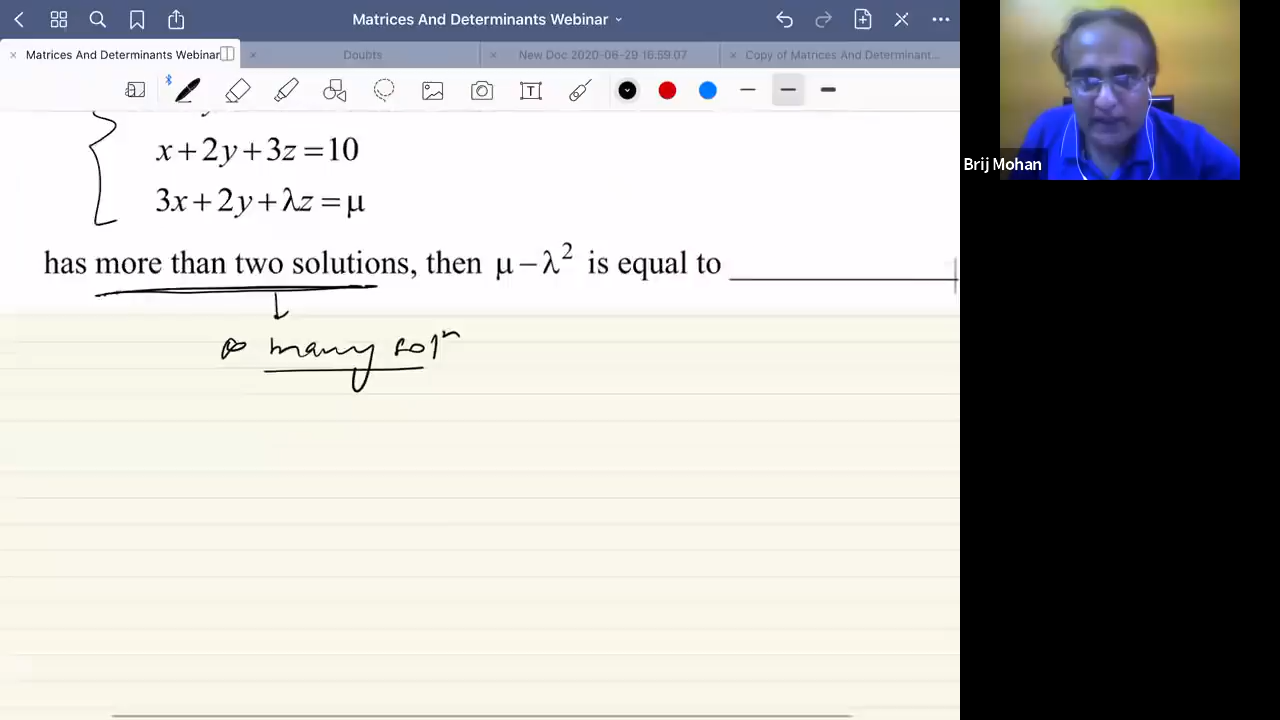 Matrices And Determinants Webinar
Matrices And Determinants Webinar
Doubts
New Doc 2020-06-29 16:59:07
Copy of Matrices And Determinant...
x + 2y + 3z = 10
3x + 2y + λz = μ
has more than two solutions, then μ − λ² is equal to ________
∞ many solⁿ
Brij Mohan